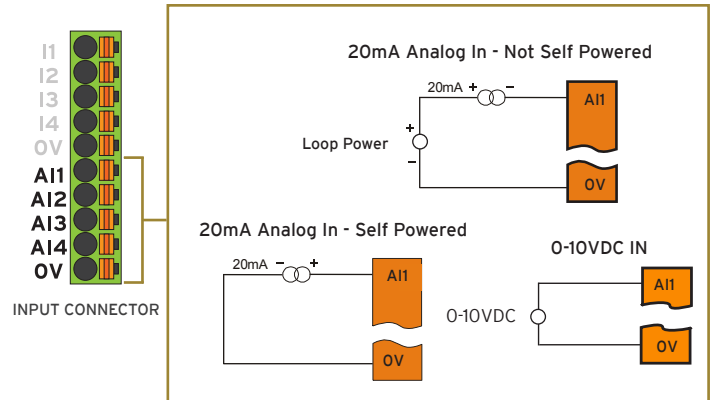 I1
I2
I3
I4
0V
AI1
AI2
AI3
AI4
0V
INPUT CONNECTOR
20mA Analog In - Not Self Powered
20mA + −
AI1
+
Loop Power
−
0V
20mA Analog In - Self Powered
20mA − +
AI1
0V
0-10VDC IN
AI1
0-10VDC
0V